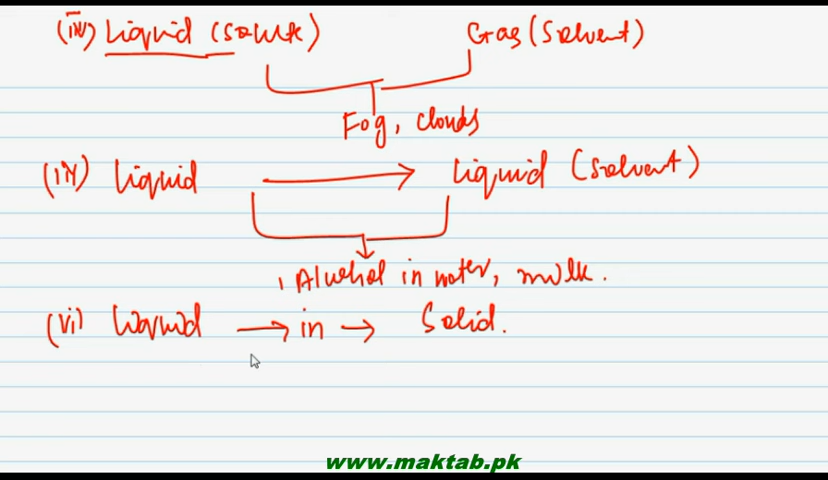 (iv) Liquid (Solute) Gas (Solvent)
Fog, clouds
(iv) Liquid → Liquid (Solvent)
Alcohol in water, milk.
(vi) Liquid → in → Solid.
www.maktab.pk